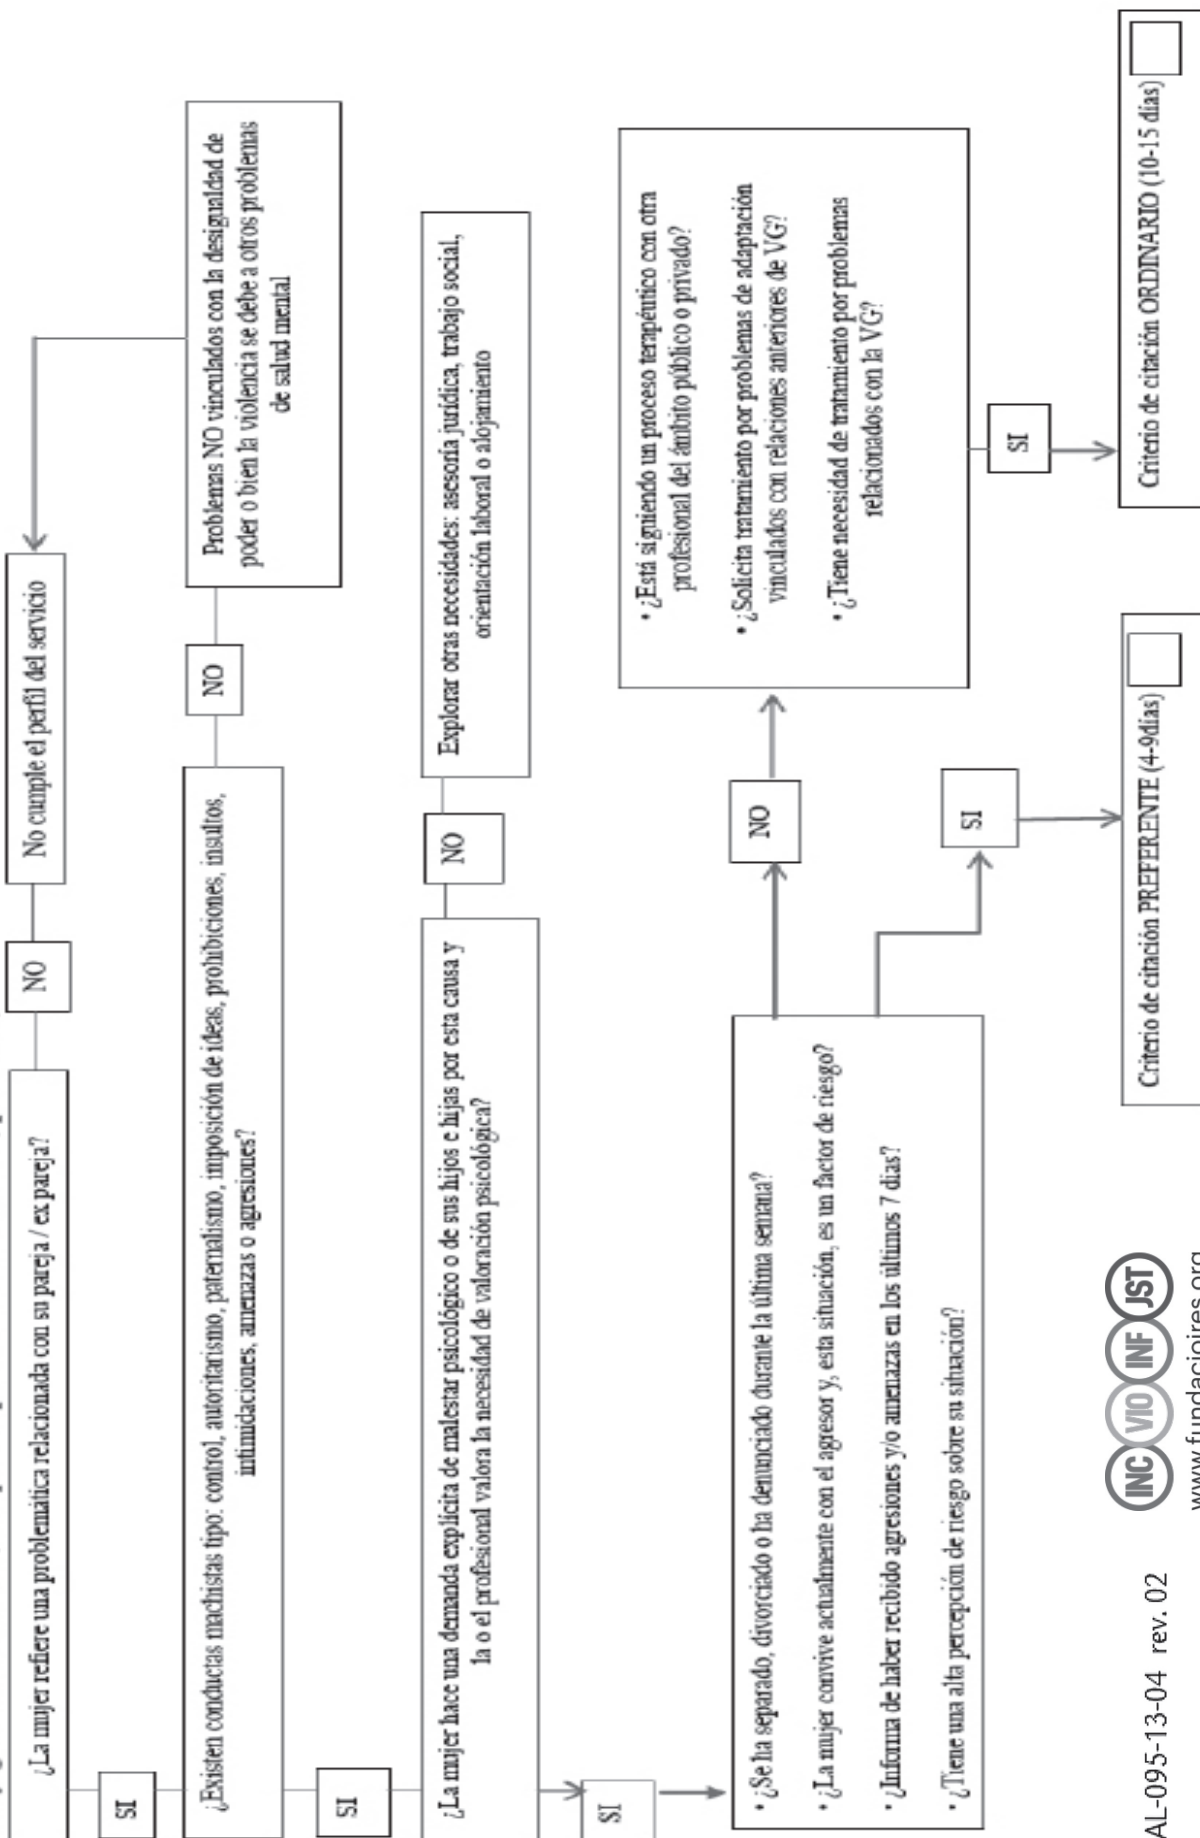 ¿La mujer refiere una problemática relacionada con su pareja / ex pareja?
NO
No cumple el perfil del servicio
SI
¿Existen conductas machistas tipo: control, autoritarismo, paternalismo, imposición de ideas, prohibiciones, insultos,
intimidaciones, amenazas o agresiones?
NO
Problemas NO vinculados con la desigualdad de
poder o bien la violencia se debe a otros problemas
de salud mental
SI
¿La mujer hace una demanda explícita de malestar psicológico o de sus hijos e hijas por esta causa y
la o el profesional valora la necesidad de valoración psicológica?
NO
Explorar otras necesidades: asesoría jurídica, trabajo social,
orientación laboral o alojamiento
SI
• ¿Se ha separado, divorciado o ha denunciado durante la última semana?
• ¿La mujer convive actualmente con el agresor y, esta situación, es un factor de riesgo?
• ¿Informa de haber recibido agresiones y/o amenazas en los últimos 7 días?
• ¿Tiene una alta percepción de riesgo sobre su situación?
NO
• ¿Está siguiendo un proceso terapéutico con otra
profesional del ámbito público o privado?
• ¿Solicita tratamiento por problemas de adaptación
vinculados con relaciones anteriores de VG?
• ¿Tiene necesidad de tratamiento por problemas
relacionados con la VG?
SI
SI
Criterio de citación PREFERENTE (4-9días)
Criterio de citación ORDINARIO (10-15 días)
AL-095-13-04 rev. 02
INC VIO INF JST
www.fundacioires.org